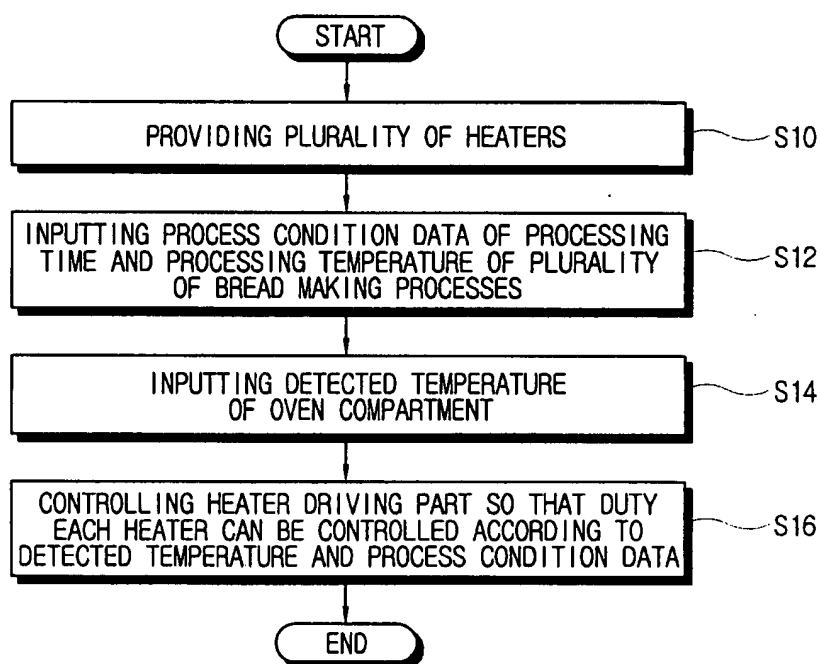 START
PROVIDING PLURALITY OF HEATERS
S10
INPUTTING PROCESS CONDITION DATA OF PROCESSING
TIME AND PROCESSING TEMPERATURE OF PLURALITY
OF BREAD MAKING PROCESSES
S12
INPUTTING DETECTED TEMPERATURE
OF OVEN COMPARTMENT
S14
CONTROLLING HEATER DRIVING PART SO THAT DUTY
EACH HEATER CAN BE CONTROLLED ACCORDING TO
DETECTED TEMPERATURE AND PROCESS CONDITION DATA
S16
END